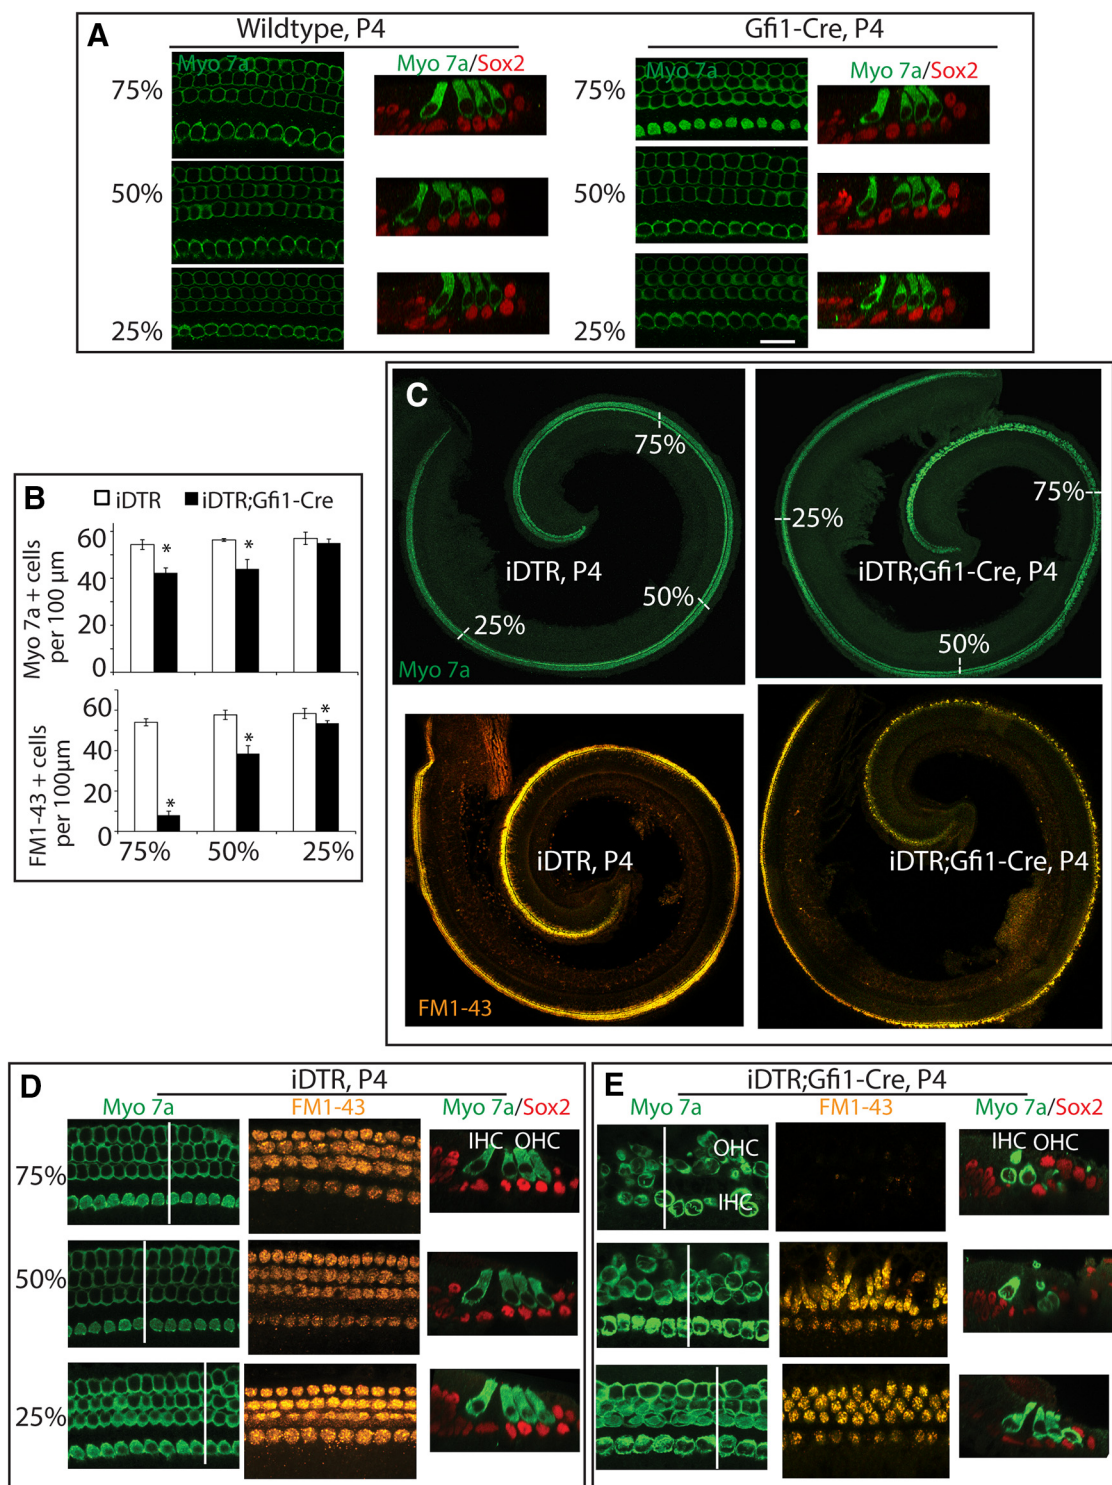 A
Wildtype, P4
Gfi1-Cre, P4
Myo 7a
Myo 7a/Sox2
Myo 7a
Myo 7a/Sox2
75%
75%
50%
50%
25%
25%
C
75%
25%
iDTR, P4
50%
Myo 7a
75%
25%
iDTR;Gfi1-Cre, P4
50%
iDTR, P4
FM1-43
iDTR;Gfi1-Cre, P4
B
iDTR
iDTR;Gfi1-Cre
Myo 7a + cells
per 100 μm
60
40
20
0
*
*
FM1-43 + cells
per 100μm
60
40
20
0
*
*
*
75%
50%
25%
D
iDTR, P4
Myo 7a
FM1-43
Myo 7a/Sox2
75%
IHC OHC
50%
25%
E
iDTR;Gfi1-Cre, P4
Myo 7a
FM1-43
Myo 7a/Sox2
OHC
IHC
IHC OHC